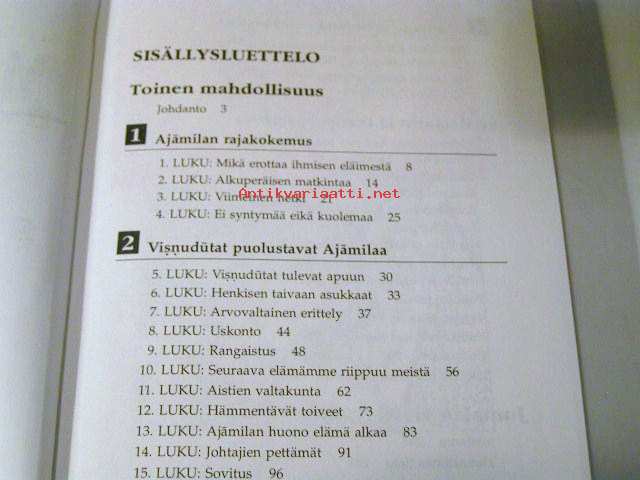 SISÄLLYSLUETTELO
Toinen mahdollisuus
Johdanto 3
1 Ajāmilan rajakokemus
1. LUKU: Mikä erottaa ihmisen eläimestä 8
2. LUKU: Alkuperäisen matkintaa 14
Antikvariaatti.net
3. LUKU: Viimeinen hetki 21
4. LUKU: Ei syntymää eikä kuolemaa 25
2 Viṣṇudūtat puolustavat Ajāmilaa
5. LUKU: Viṣṇudūtat tulevat apuun 30
6. LUKU: Henkisen taivaan asukkaat 33
7. LUKU: Arvovaltainen erittely 37
8. LUKU: Uskonto 44
9. LUKU: Rangaistus 48
10. LUKU: Seuraava elämämme riippuu meistä 56
11. LUKU: Aistien valtakunta 62
12. LUKU: Hämmentävät toiveet 73
13. LUKU: Ajāmilan huono elämä alkaa 83
14. LUKU: Johtajien pettämät 91
15. LUKU: Sovitus 96